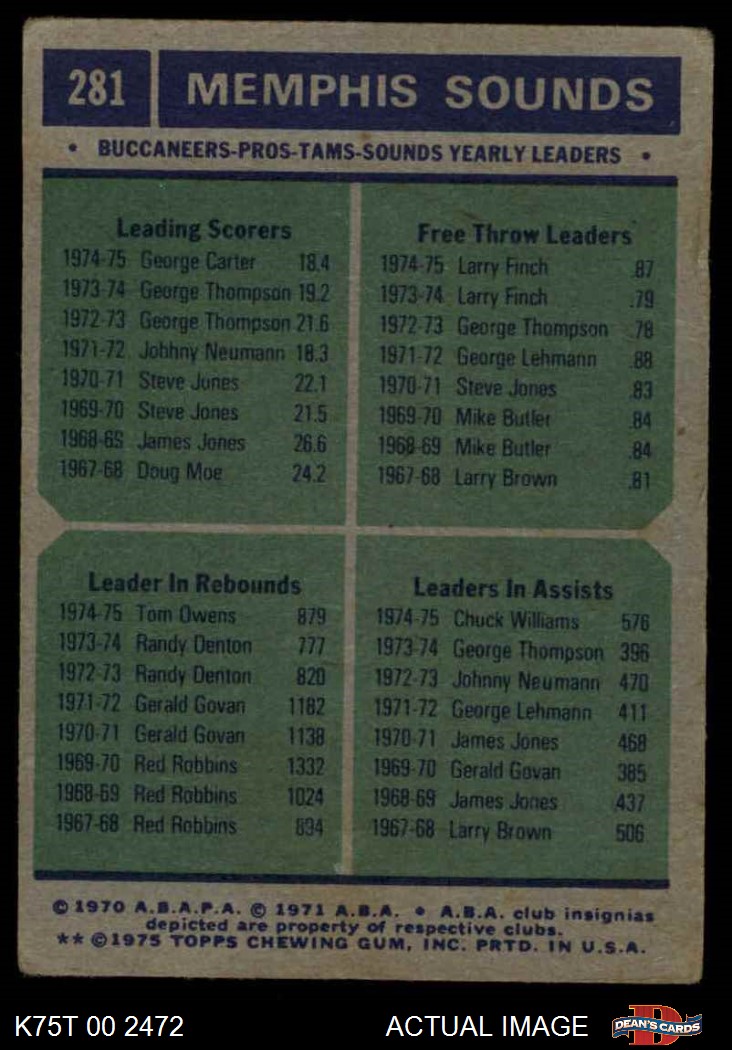 281 MEMPHIS SOUNDS
• BUCCANEERS-PROS-TAMS-SOUNDS YEARLY LEADERS •
Leading Scorers
1974-75 George Carter 18.4
1973-74 George Thompson 19.2
1972-73 George Thompson 21.6
1971-72 Johnny Neumann 18.3
1970-71 Steve Jones 22.1
1969-70 Steve Jones 21.5
1968-69 James Jones 26.6
1967-68 Doug Moe 24.2
Free Throw Leaders
1974-75 Larry Finch .87
1973-74 Larry Finch .79
1972-73 George Thompson .78
1971-72 George Lehmann .88
1970-71 Steve Jones .83
1969-70 Mike Butler .84
1968-69 Mike Butler .84
1967-68 Larry Brown .81
Leader In Rebounds
1974-75 Tom Owens 879
1973-74 Randy Denton 777
1972-73 Randy Denton 820
1971-72 Gerald Govan 1182
1970-71 Gerald Govan 1138
1969-70 Red Robbins 1332
1968-69 Red Robbins 1024
1967-68 Red Robbins 894
Leaders In Assists
1974-75 Chuck Williams 576
1973-74 George Thompson 396
1972-73 Johnny Neumann 470
1971-72 George Lehmann 411
1970-71 James Jones 468
1969-70 Gerald Govan 385
1968-69 James Jones 437
1967-68 Larry Brown 506
© 1970 A.B.A.P.A. © 1971 A.B.A. • A.B.A. club insignias
depicted are property of respective clubs.
** ©1975 TOPPS CHEWING GUM, INC. PRTD. IN U.S.A.
K75T 00 2472 ACTUAL IMAGE D DEAN'S CARDS